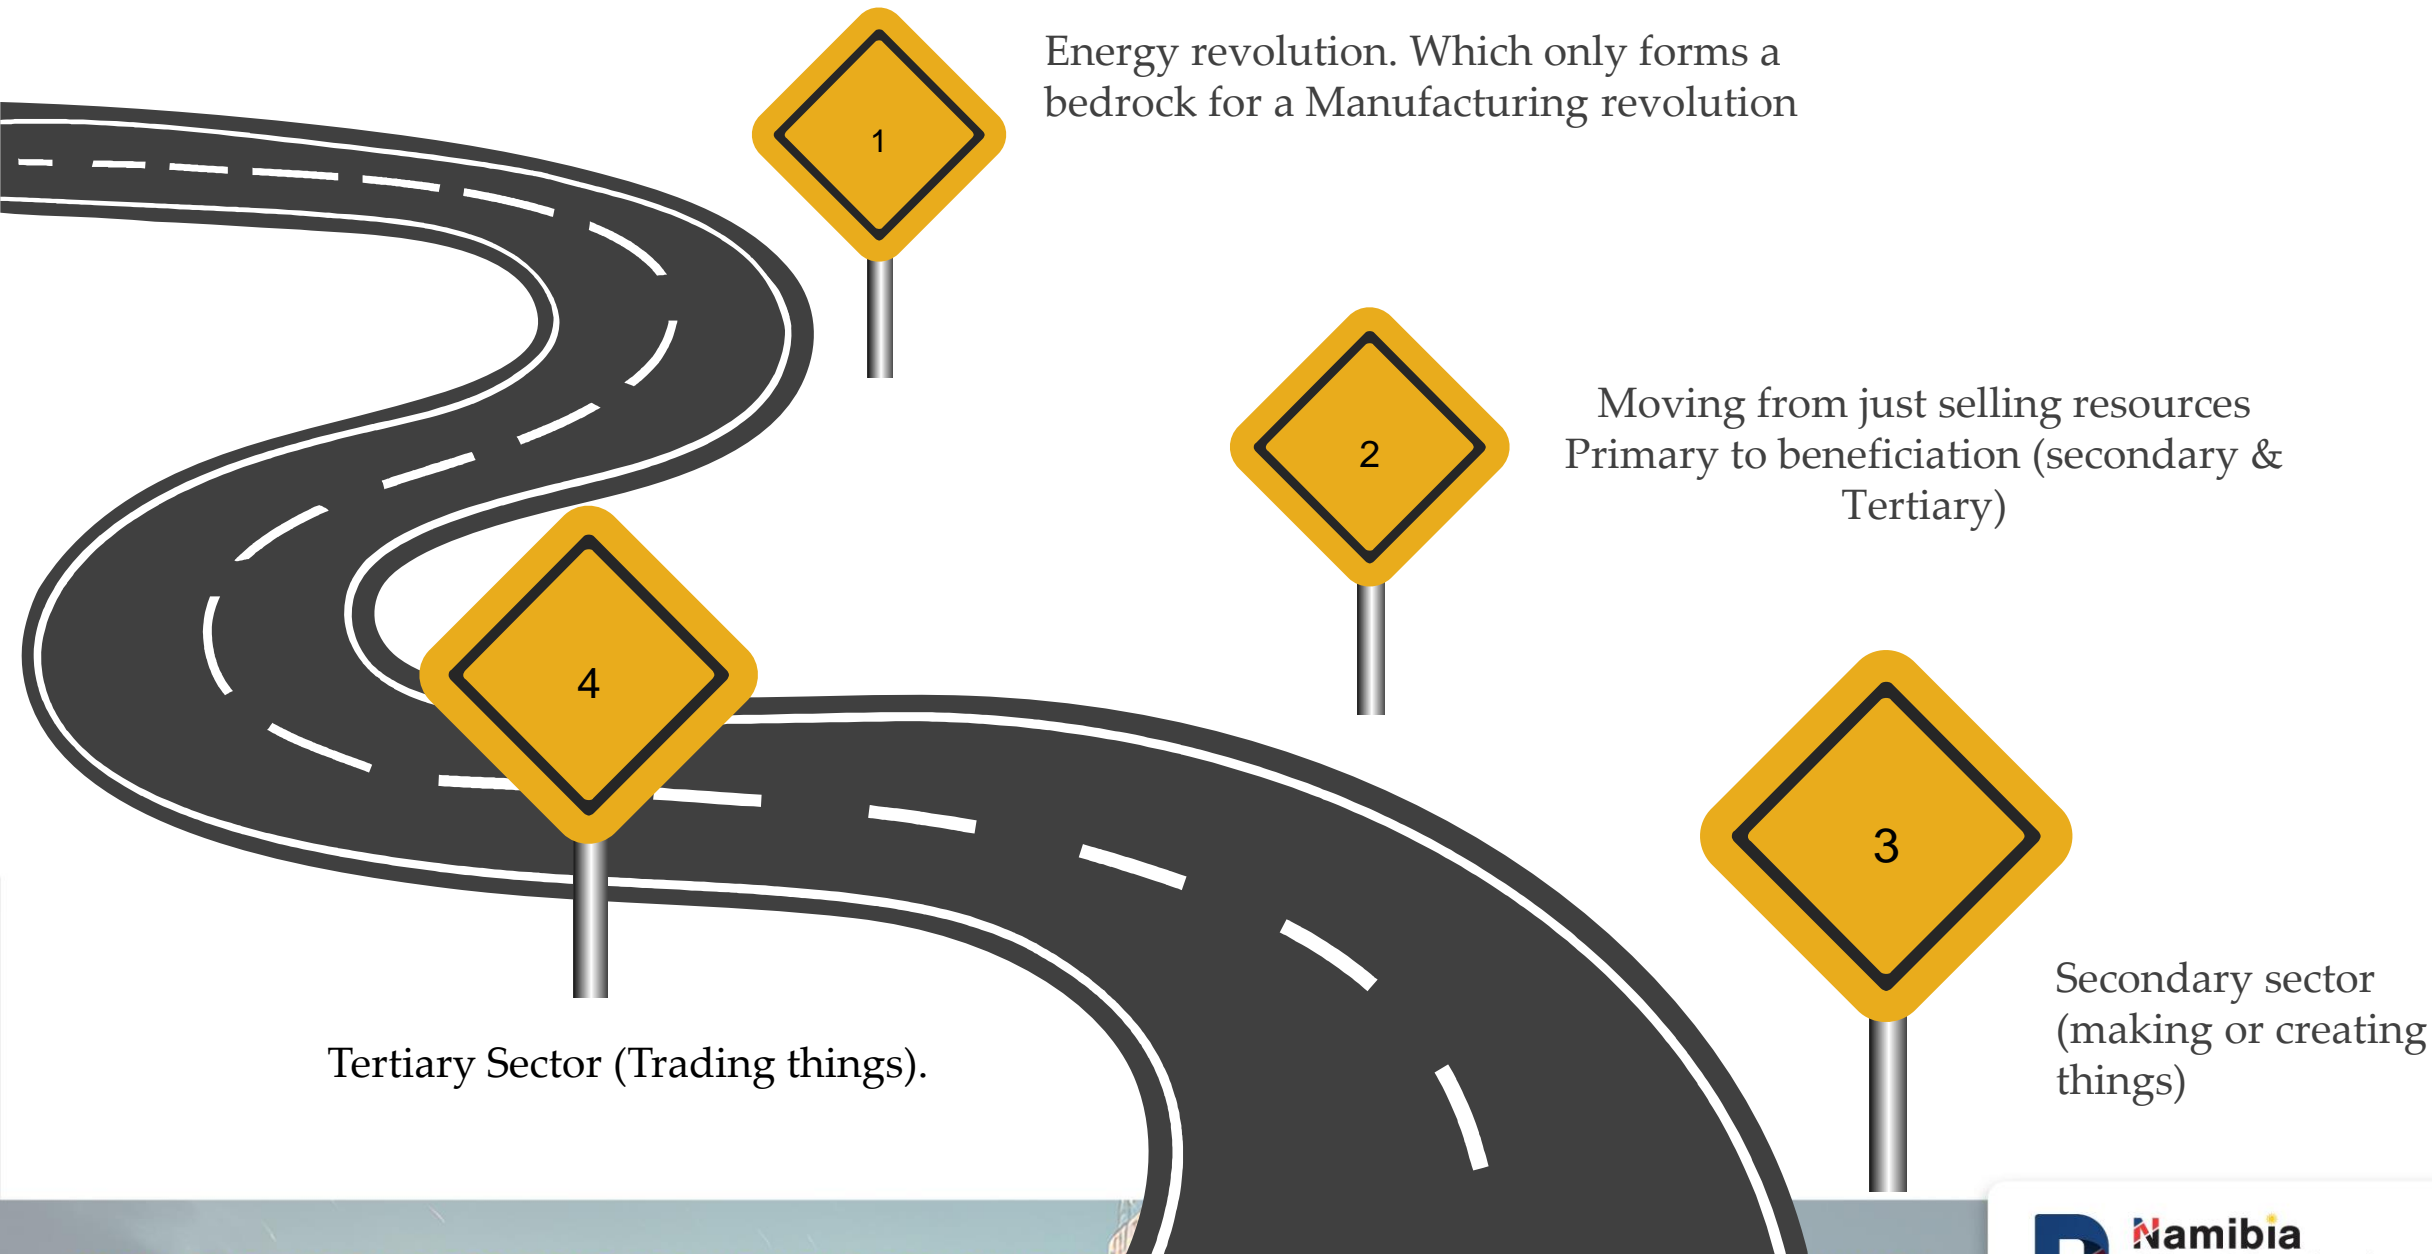 1
Energy revolution. Which only forms a
bedrock for a Manufacturing revolution
2
Moving from just selling resources
Primary to beneficiation (secondary &
Tertiary)
3
Secondary sector
(making or creating
things)
4
Tertiary Sector (Trading things).
Namibia